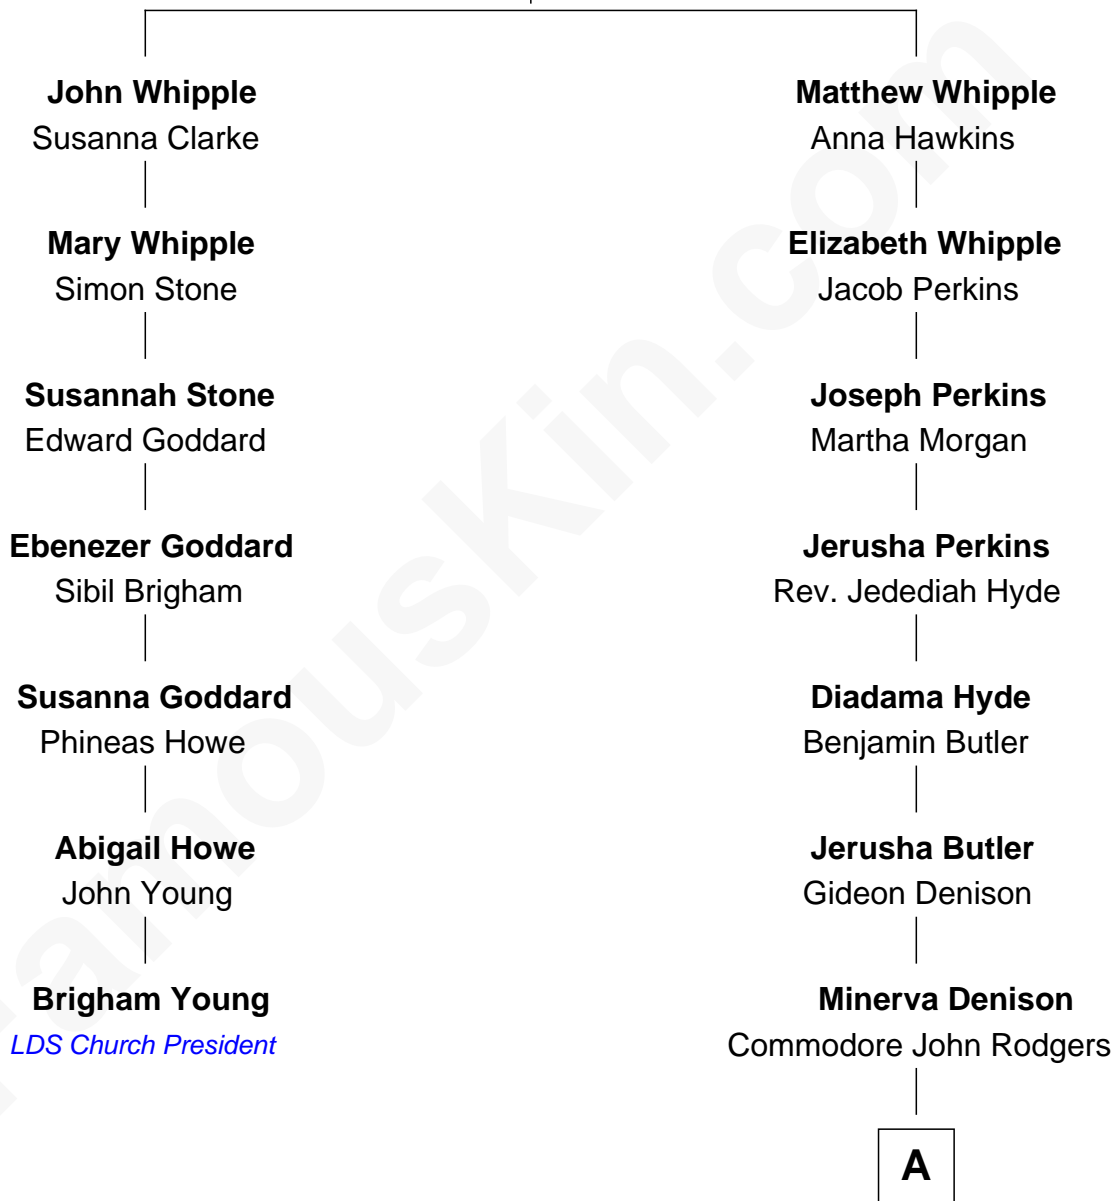 John Whipple
Susanna Clarke
Matthew Whipple
Anna Hawkins
Mary Whipple
Simon Stone
Elizabeth Whipple
Jacob Perkins
Susannah Stone
Edward Goddard
Joseph Perkins
Martha Morgan
Ebenezer Goddard
Sibil Brigham
Jerusha Perkins
Rev. Jedediah Hyde
Susanna Goddard
Phineas Howe
Diadama Hyde
Benjamin Butler
Abigail Howe
John Young
Jerusha Butler
Gideon Denison
Brigham Young
LDS Church President
Minerva Denison
Commodore John Rodgers
A
FamousKin.com